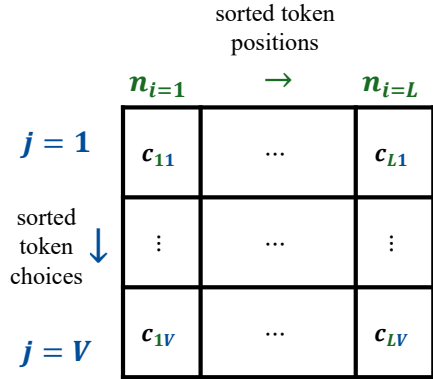 sorted token
positions
n_{i=1} → n_{i=L}
j = 1
c_{11} ... c_{L1}
sorted
token
choices
↓
⋮ ... ⋮
j = V
c_{1V} ... c_{LV}